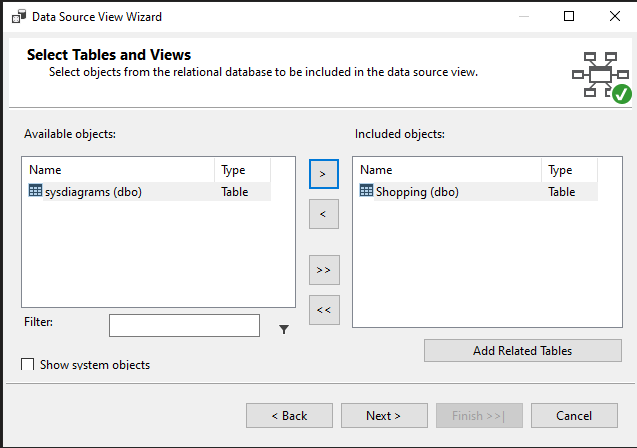 Data Source View Wizard
Select Tables and Views
Select objects from the relational database to be included in the data source view.
Available objects:
Included objects:
Name Type
sysdiagrams (dbo) Table
>
<
>>
<<
Name Type
Shopping (dbo) Table
Filter:
Show system objects
Add Related Tables
< Back Next > Finish >>| Cancel